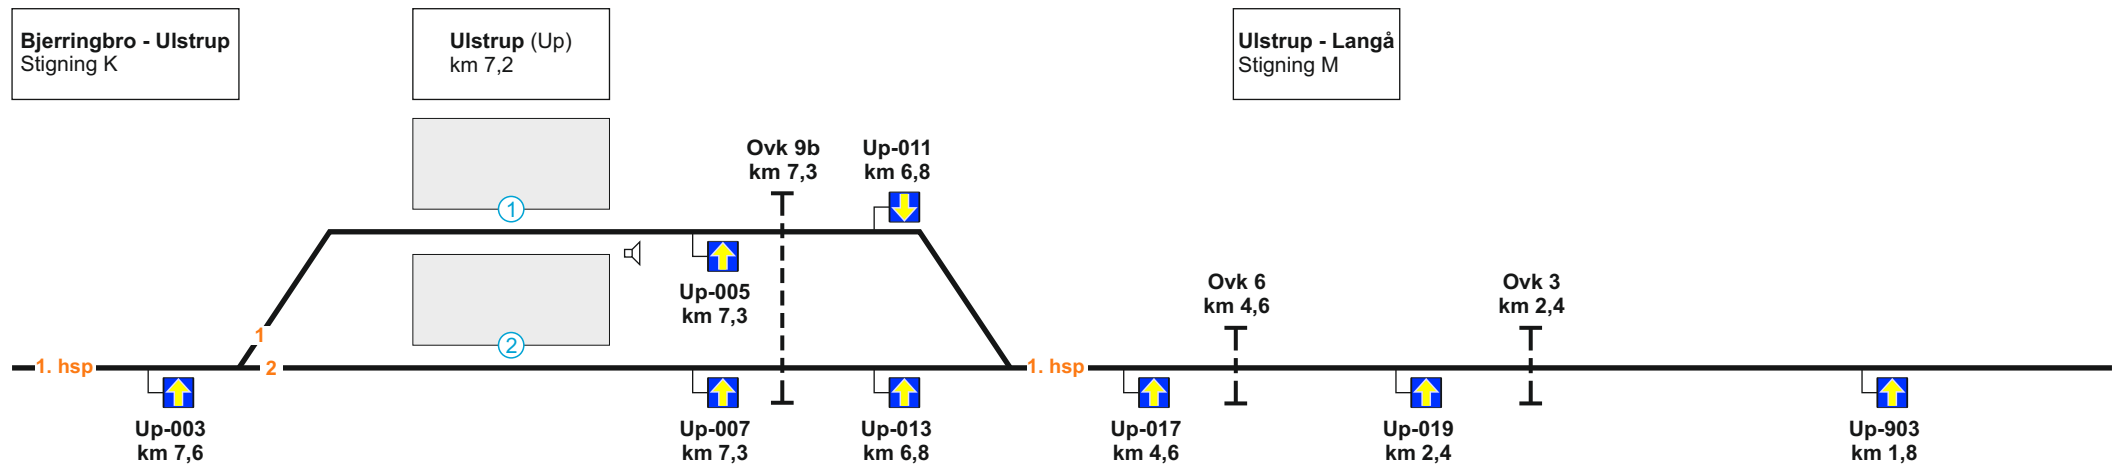 Bjerringbro - Ulstrup
Stigning K
Ulstrup (Up)
km 7,2
Ulstrup - Langå
Stigning M
Ovk 9b
km 7,3
Up-011
km 6,8
1
Up-005
km 7,3
Ovk 6
km 4,6
Ovk 3
km 2,4
1
2
1. hsp
2
1. hsp
Up-003
km 7,6
Up-007
km 7,3
Up-013
km 6,8
Up-017
km 4,6
Up-019
km 2,4
Up-903
km 1,8